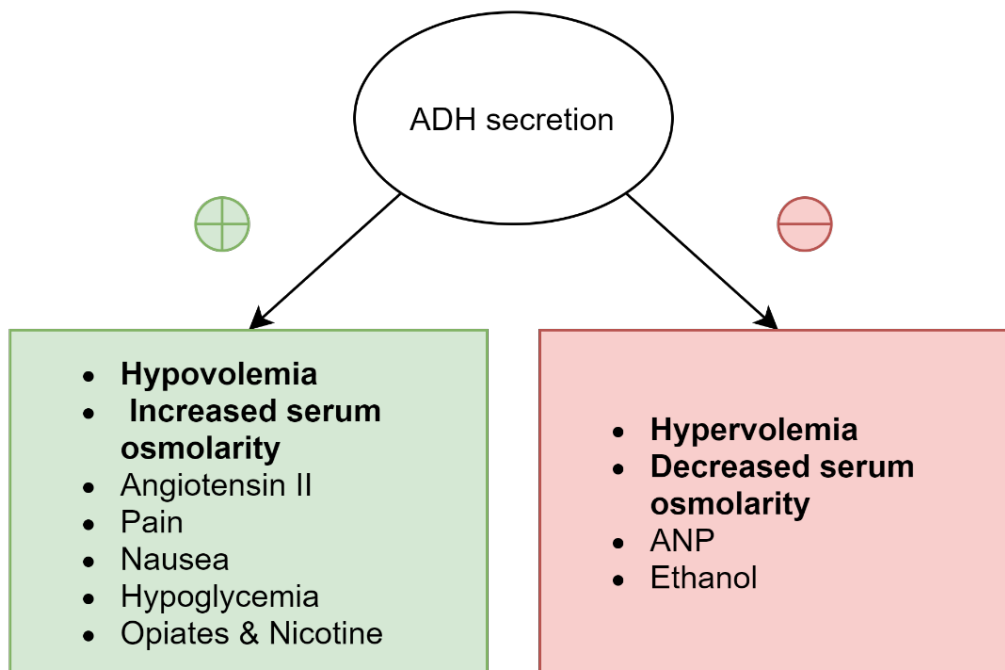 ADH secretion
• Hypovolemia
• Increased serum
osmolarity
• Angiotensin II
• Pain
• Nausea
• Hypoglycemia
• Opiates & Nicotine
• Hypervolemia
• Decreased serum
osmolarity
• ANP
• Ethanol